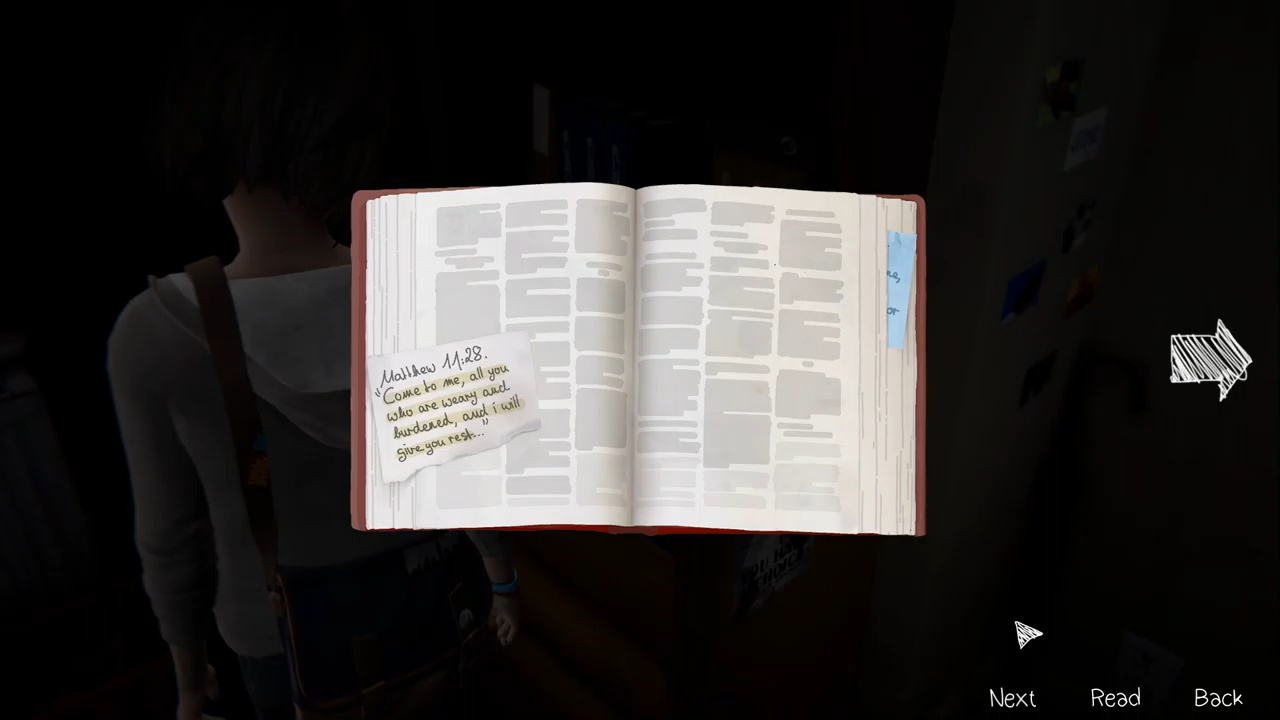 Matthew 11:28.
"Come to me, all you
who are weary and
burdened, and i will
give you rest..."
or
Next Read Back